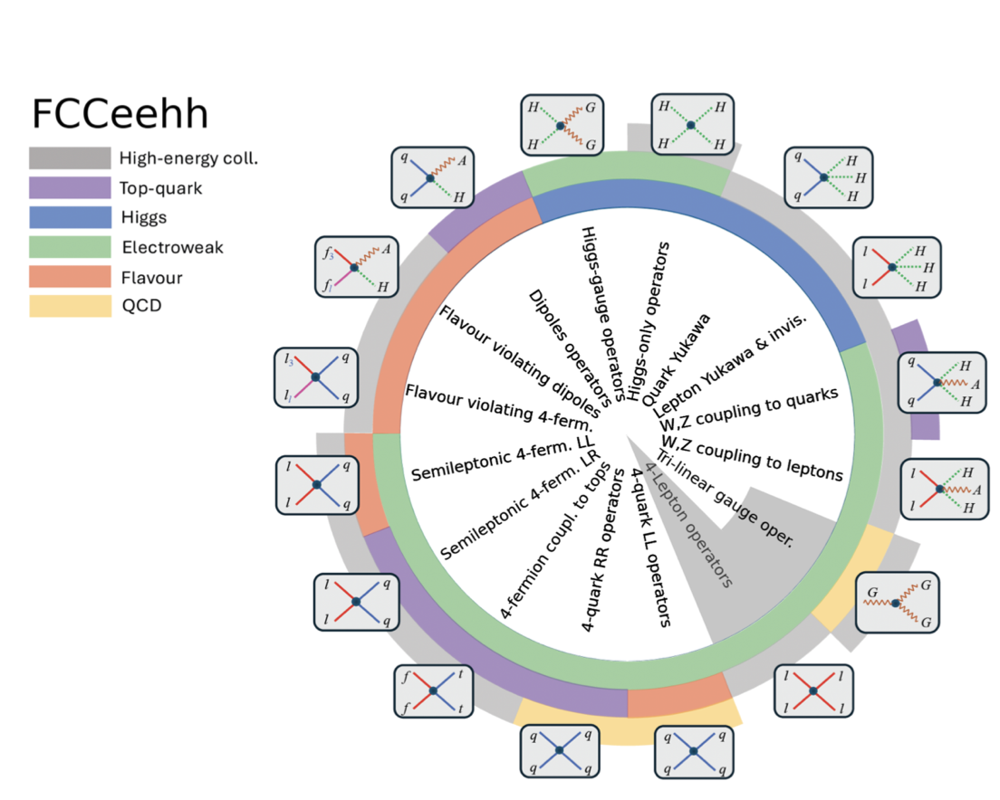 FCCeehh
High-energy coll.
Top-quark
Higgs
Electroweak
Flavour
QCD
H G
H G
H H
H H
q H
H
q H
l H
H
l H
q H
A
q H
l H
A
l H
G G
G
l l
l l
q q
q q
q q
q q
f t
f t
l q
l q
l q
l q
l3 q
lI q
f3 A
fI H
q A
q H
Higgs-gauge operators
Higgs-only operators
Quark Yukawa
Lepton Yukawa & invis.
W,Z coupling to quarks
W,Z coupling to leptons
Tri-linear gauge oper.
4-Lepton operators
4-quark LL operators
4-quark RR operators
4-fermion coupl. to tops
Semileptonic 4-ferm. LR
Semileptonic 4-ferm. LL
Flavour violating 4-ferm.
Flavour violating dipoles
Dipoles operators